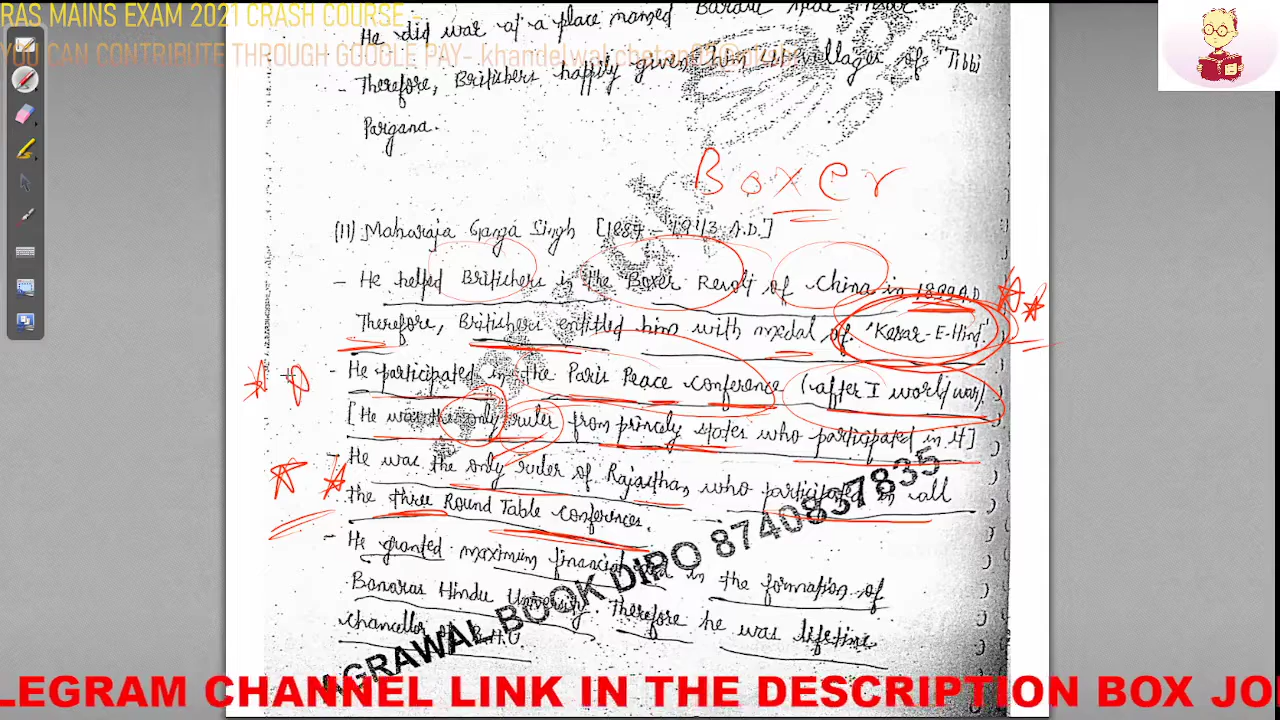 RAS MAINS EXAM 2021 CRASH COURSE -
YOU CAN CONTRIBUTE THROUGH GOOGLE PAY-
He did war of a place named
- Therefore, Britishers happily given him villages of Tibbi
Pargana.
Boxer
(11) Maharaja Ganga Singh [1887 - 1943 A.D.]
- He helped Britishers in the Boxer Revolt of China in 1899 A.D.
Therefore, Britishers entitled him with medal of 'Kesar-E-Hind'.
- He participated in the Paris Peace conference (after I world war)
[He was the only ruler from princely states who participated in it]
- He was the only ruler of Rajasthan, who participated in all
the three Round Table conferences.
- He granted maximum financial in the formation of
Banaras Hindu University. Therefore he was lifetime
chancellor of B.H.U
AGRAWAL BOOK DIPO 8740837835
LEGRAM CHANNEL LINK IN THE DESCRIPTION BOX JO